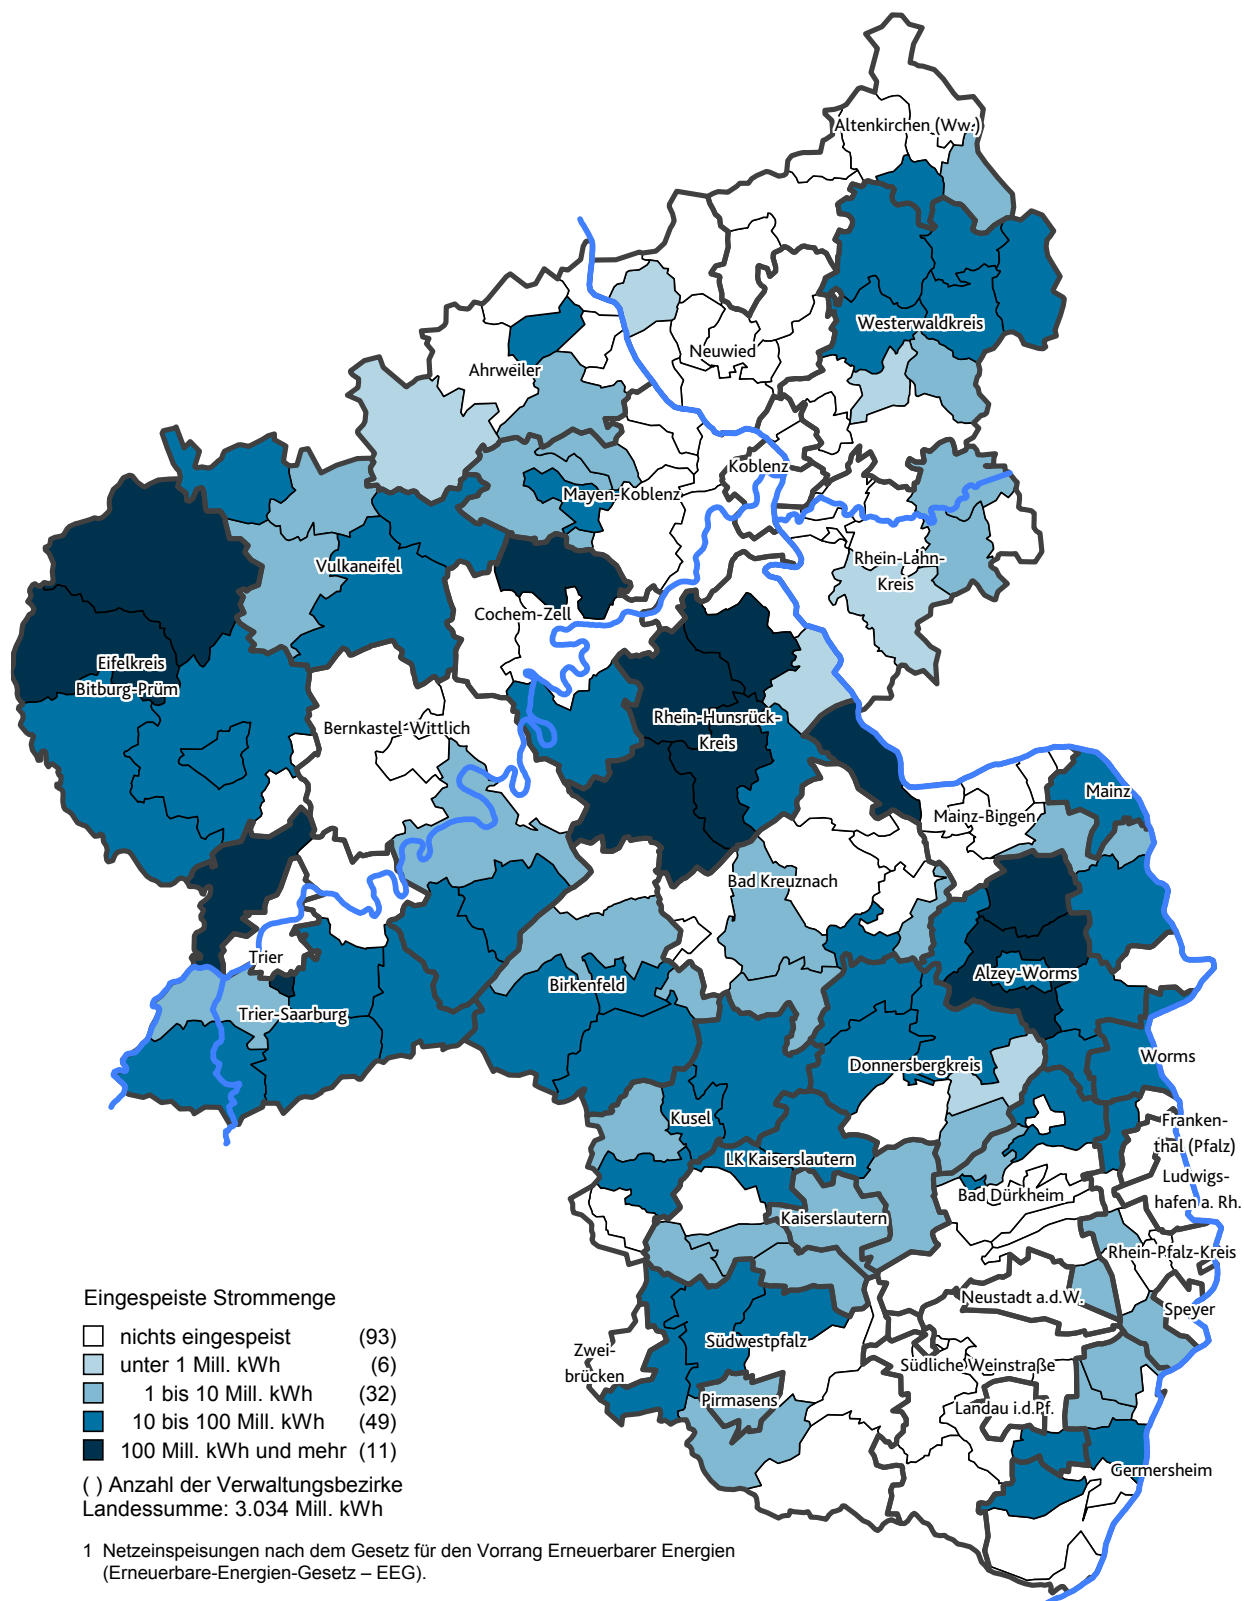 Altenkirchen (Ww.)
Westerwaldkreis
Neuwied
Ahrweiler
Koblenz
Mayen-Koblenz
Rhein-Lahn-
Kreis
Vulkaneifel
Cochem-Zell
Eifelkreis
Bitburg-Prüm
Bernkastel-Wittlich
Rhein-Hunsrück-
Kreis
Mainz
Mainz-Bingen
Bad Kreuznach
Trier
Birkenfeld
Alzey-Worms
Trier-Saarburg
Donnersbergkreis
Worms
Kusel
Franken-
thal (Pfalz)
LK Kaiserslautern
Ludwigs-
hafen a. Rh.
Bad Dürkheim
Kaiserslautern
Rhein-Pfalz-Kreis
Neustadt a.d.W.
Speyer
Südwestpfalz
Zwei-
brücken
Südliche Weinstraße
Pirmasens
Landau i.d.Pf.
Germersheim
Eingespeiste Strommenge
nichts eingespeist (93)
unter 1 Mill. kWh (6)
1 bis 10 Mill. kWh (32)
10 bis 100 Mill. kWh (49)
100 Mill. kWh und mehr (11)
( ) Anzahl der Verwaltungsbezirke
Landessumme: 3.034 Mill. kWh
1 Netzeinspeisungen nach dem Gesetz für den Vorrang Erneuerbarer Energien
(Erneuerbare-Energien-Gesetz – EEG).